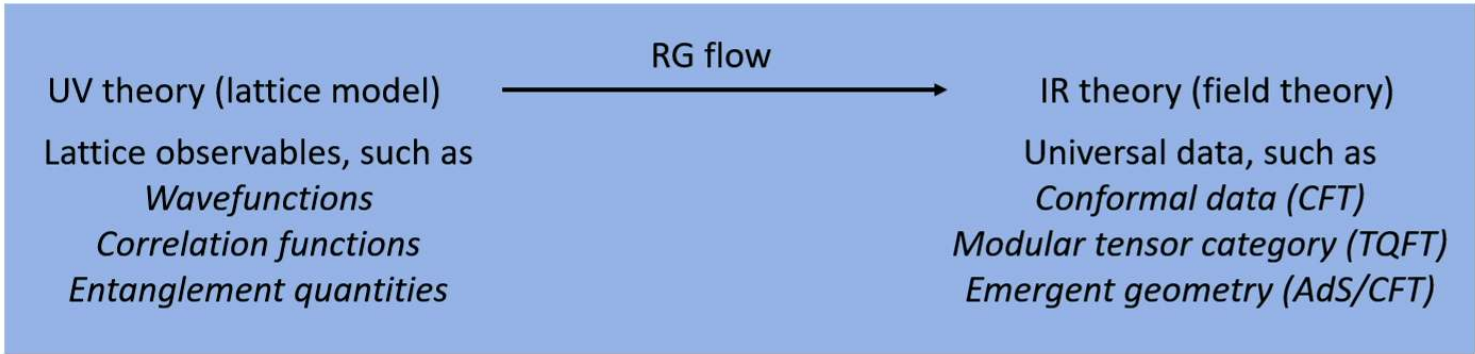 RG flow
UV theory (lattice model)
IR theory (field theory)
Lattice observables, such as
Wavefunctions
Correlation functions
Entanglement quantities
Universal data, such as
Conformal data (CFT)
Modular tensor category (TQFT)
Emergent geometry (AdS/CFT)